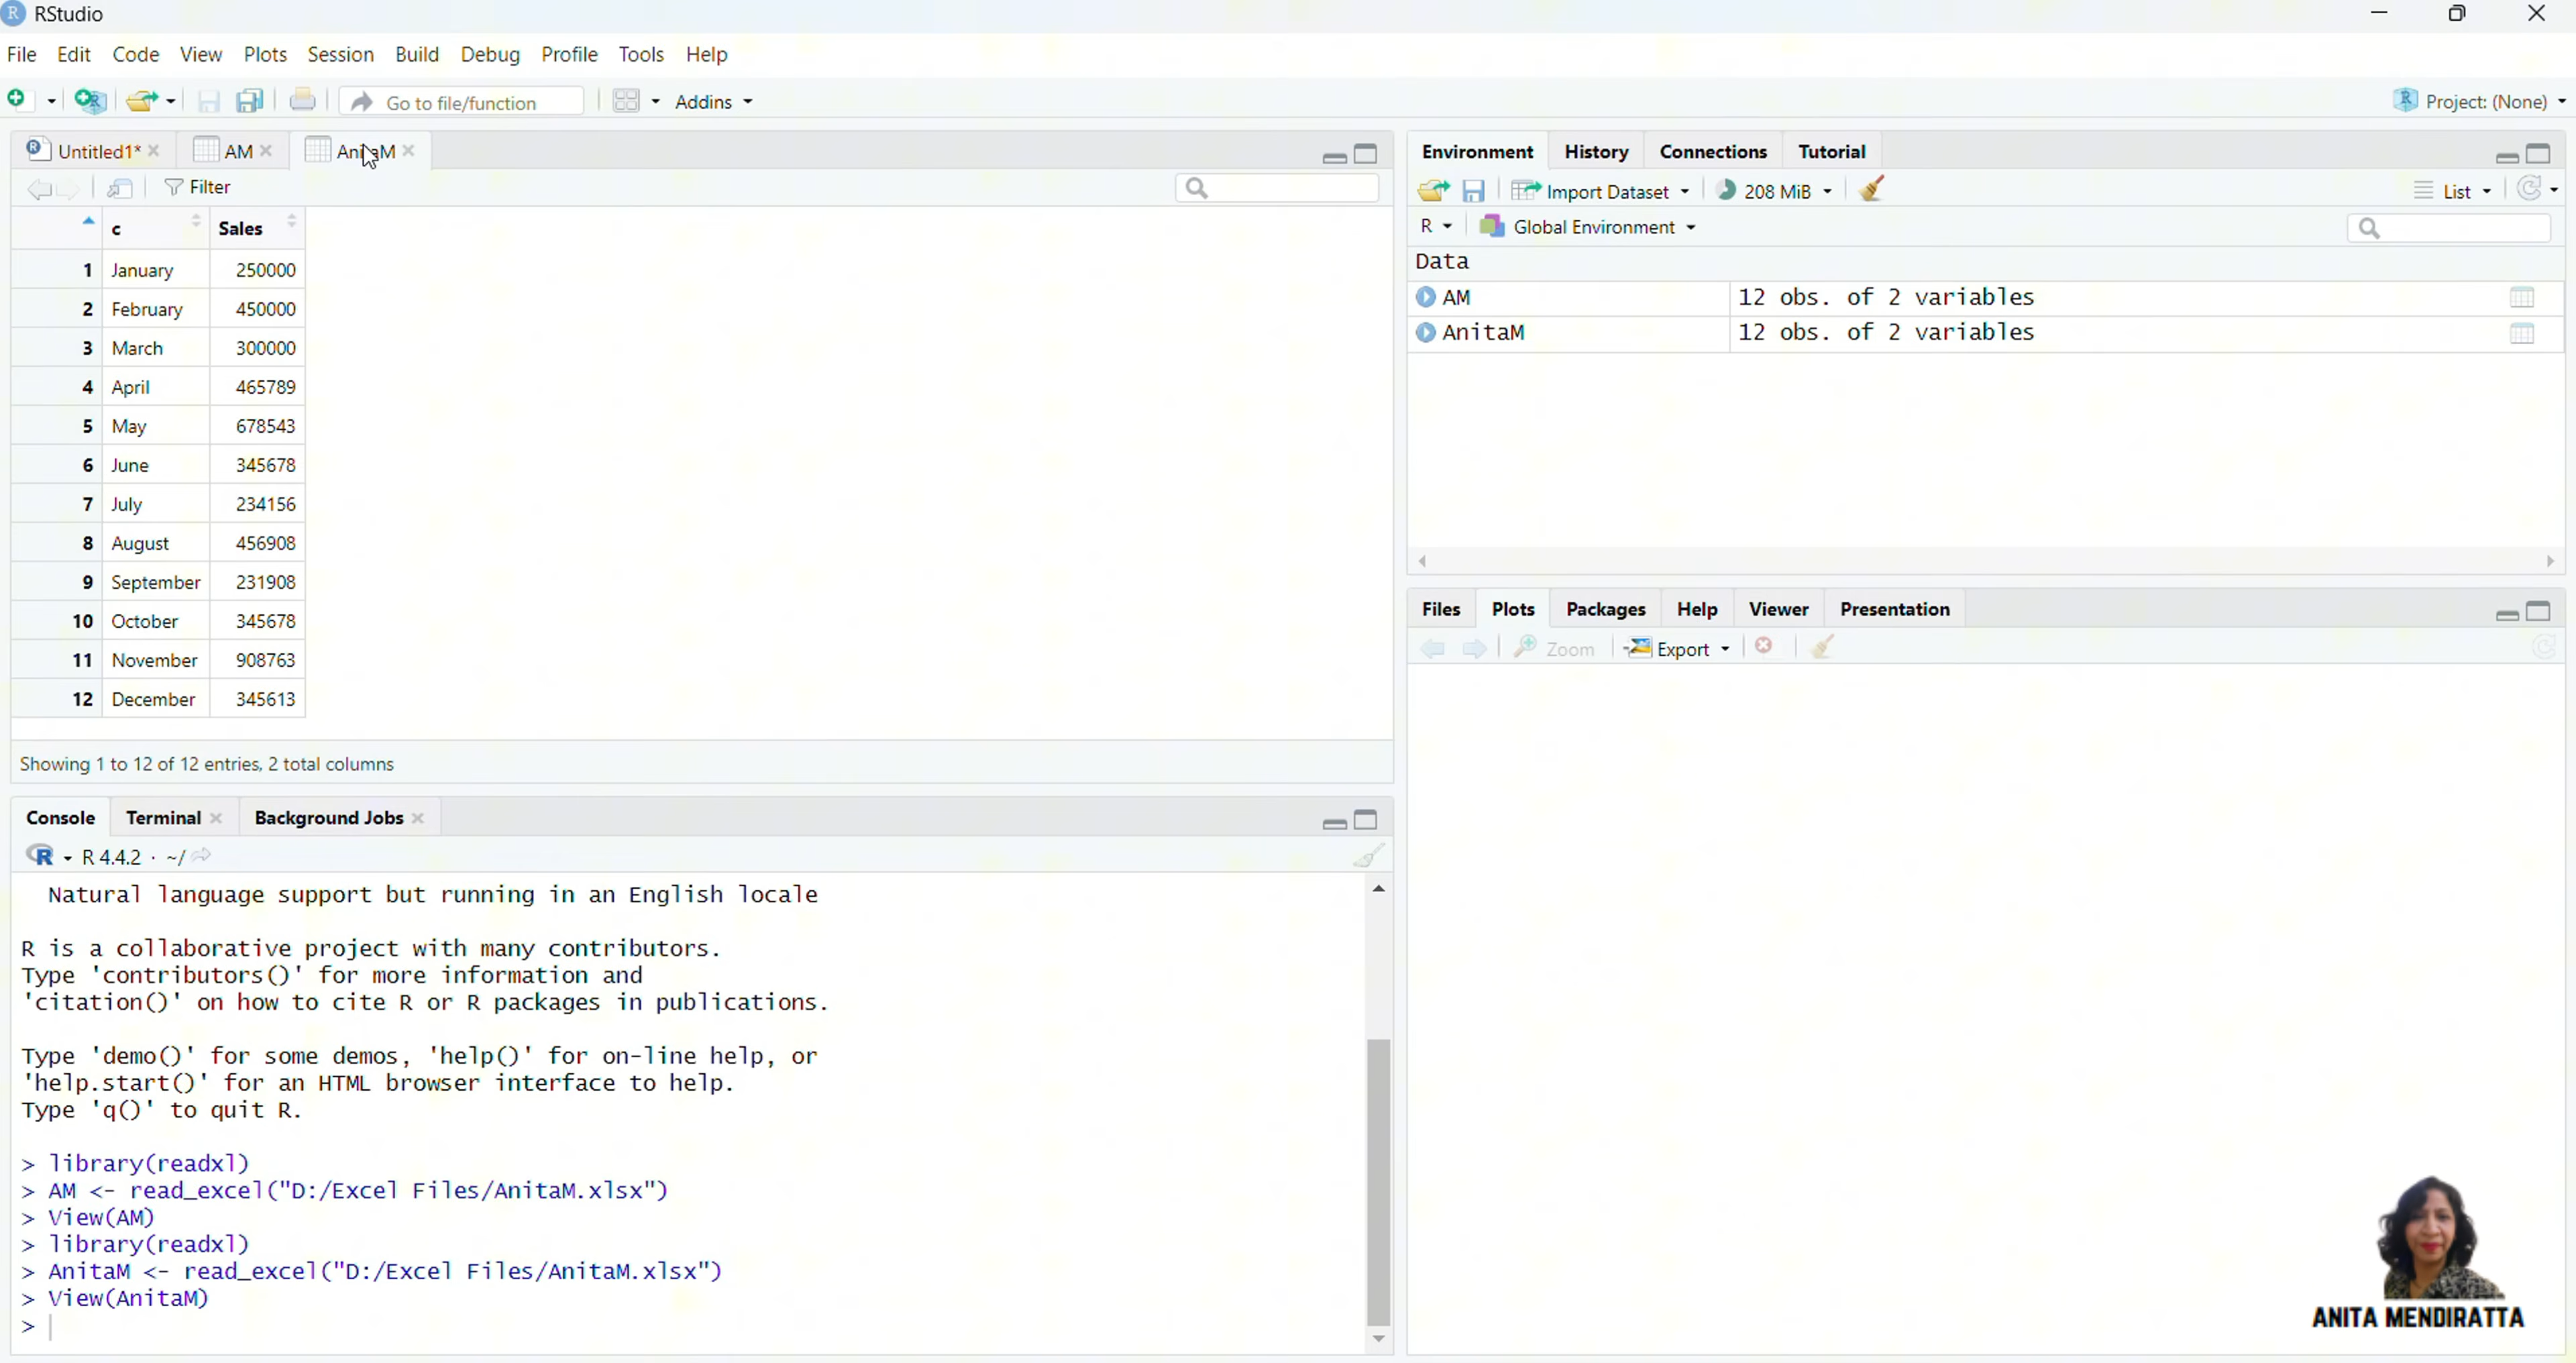 RStudio
File Edit Code View Plots Session Build Debug Profile Tools Help
Go to file/function Addins Project: (None)
Untitled1* AM AnitaM
Filter
c Sales
1 January 250000
2 February 450000
3 March 300000
4 April 465789
5 May 678543
6 June 345678
7 July 234156
8 August 456908
9 September 231908
10 October 345678
11 November 908763
12 December 345613
Showing 1 to 12 of 12 entries, 2 total columns
Console Terminal Background Jobs
R 4.4.2 · ~/
Natural language support but running in an English locale
R is a collaborative project with many contributors.
Type 'contributors()' for more information and
'citation()' on how to cite R or R packages in publications.
Type 'demo()' for some demos, 'help()' for on-line help, or
'help.start()' for an HTML browser interface to help.
Type 'q()' to quit R.
> library(readxl)
> AM <- read_excel("D:/Excel Files/AnitaM.xlsx")
> View(AM)
> library(readxl)
> AnitaM <- read_excel("D:/Excel Files/AnitaM.xlsx")
> View(AnitaM)
>
Environment History Connections Tutorial
Import Dataset 208 MiB List
R Global Environment
Data
AM 12 obs. of 2 variables
AnitaM 12 obs. of 2 variables
Files Plots Packages Help Viewer Presentation
Zoom Export
ANITA MENDIRATTA